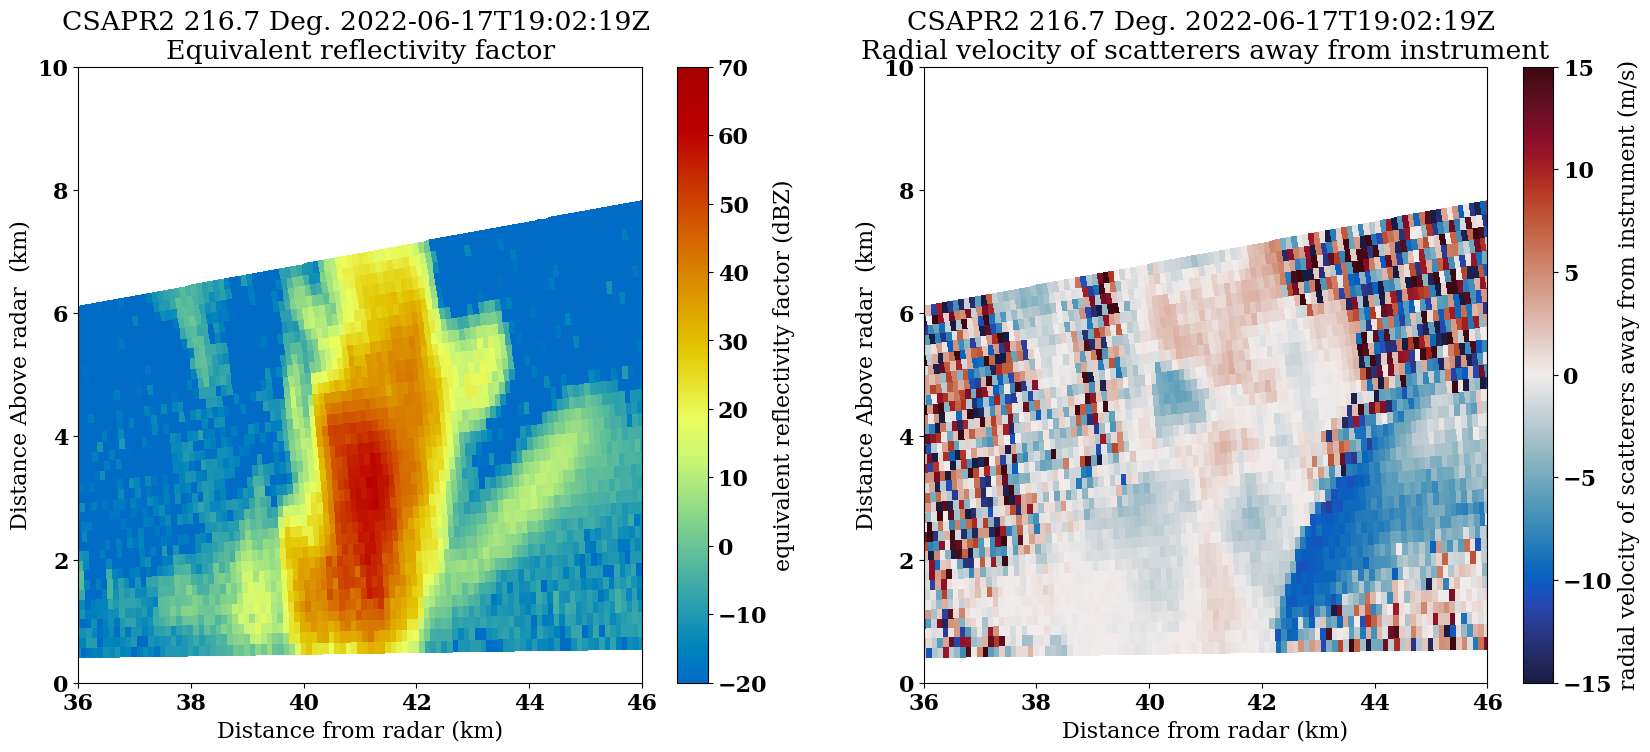 CSAPR2 216.7 Deg. 2022-06-17T19:02:19Z
Equivalent reflectivity factor
10
8
6
4
2
0
Distance Above radar  (km)
36 38 40 42 44 46
Distance from radar (km)
70
60
50
40
30
20
10
0
−10
−20
equivalent reflectivity factor (dBZ)
CSAPR2 216.7 Deg. 2022-06-17T19:02:19Z
Radial velocity of scatterers away from instrument
10
8
6
4
2
0
Distance Above radar  (km)
36 38 40 42 44 46
Distance from radar (km)
15
10
5
0
−5
−10
−15
radial velocity of scatterers away from instrument (m/s)